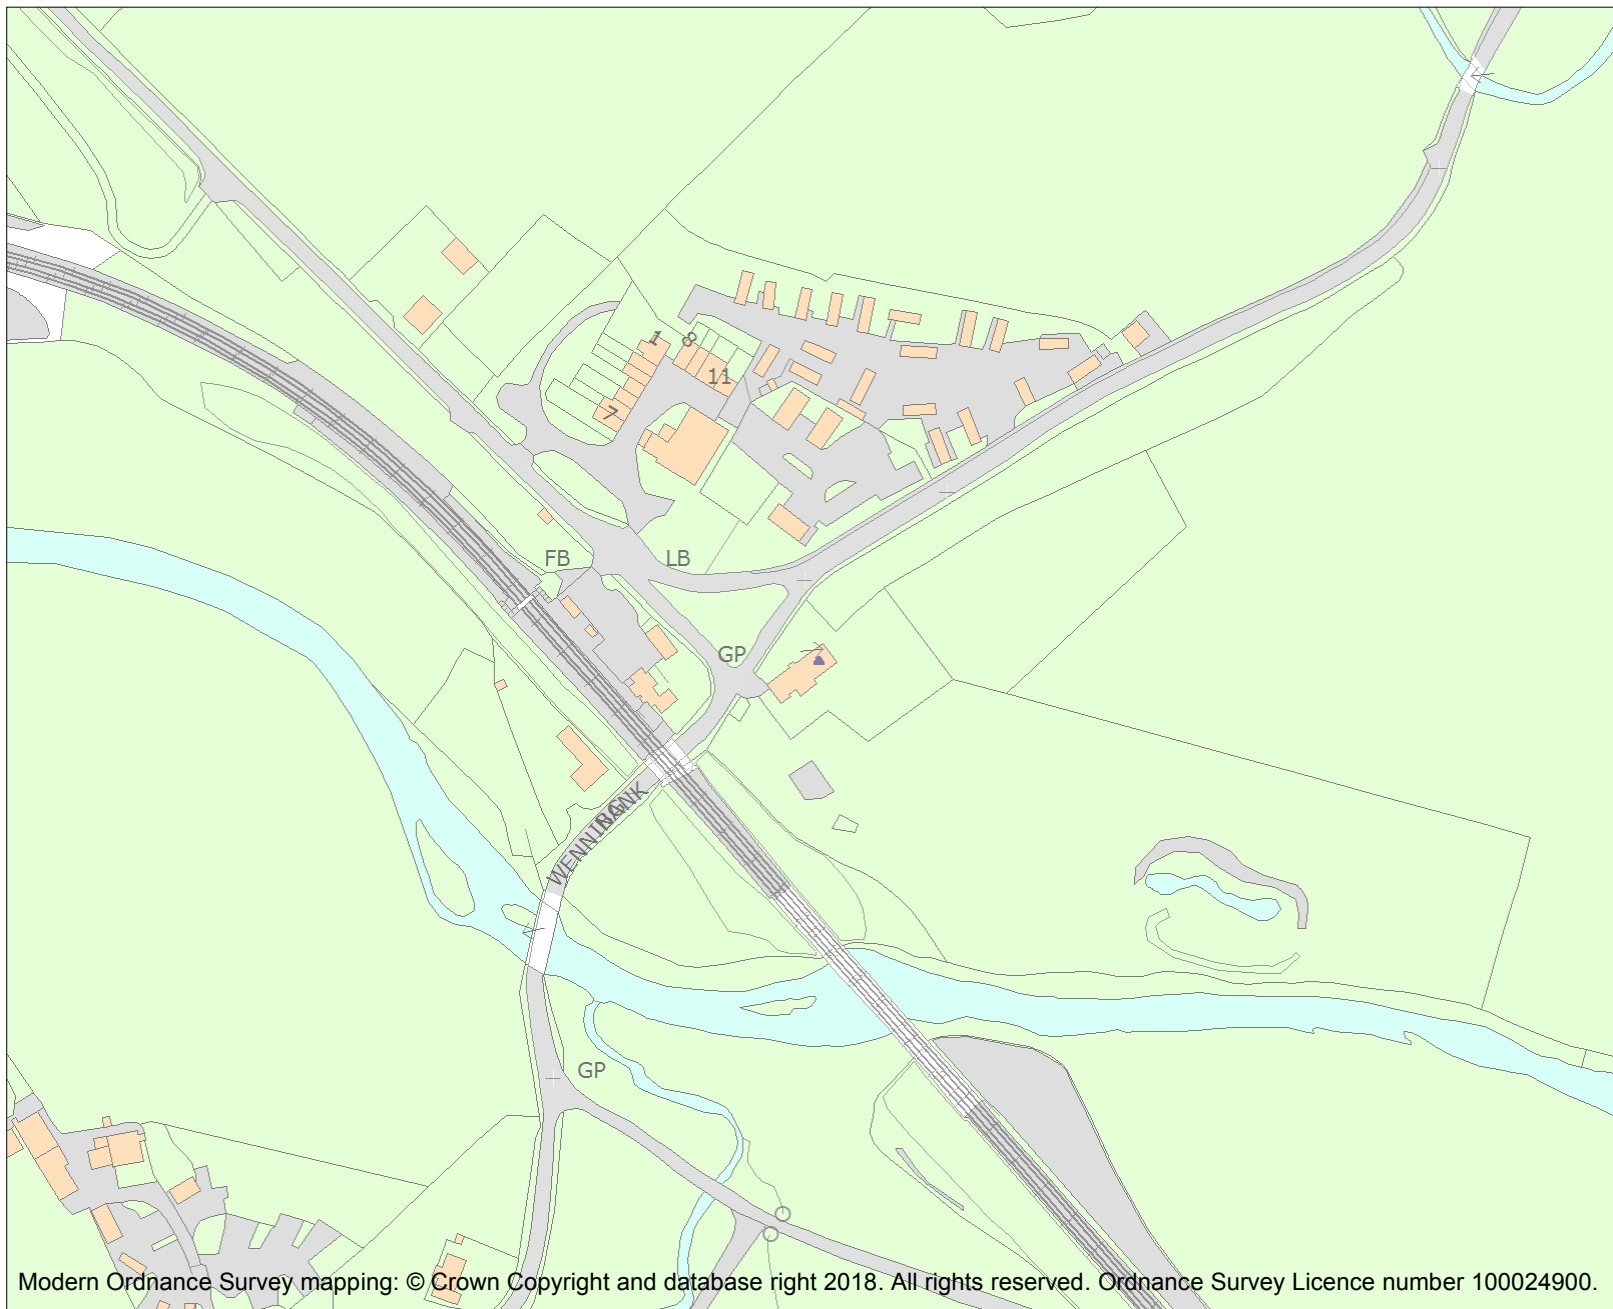 1
8
11
7
FB
LB
GP
WENNING
BANK
GP
Modern Ordnance Survey mapping: © Crown Copyright and database right 2018. All rights reserved. Ordnance Survey Licence number 100024900.